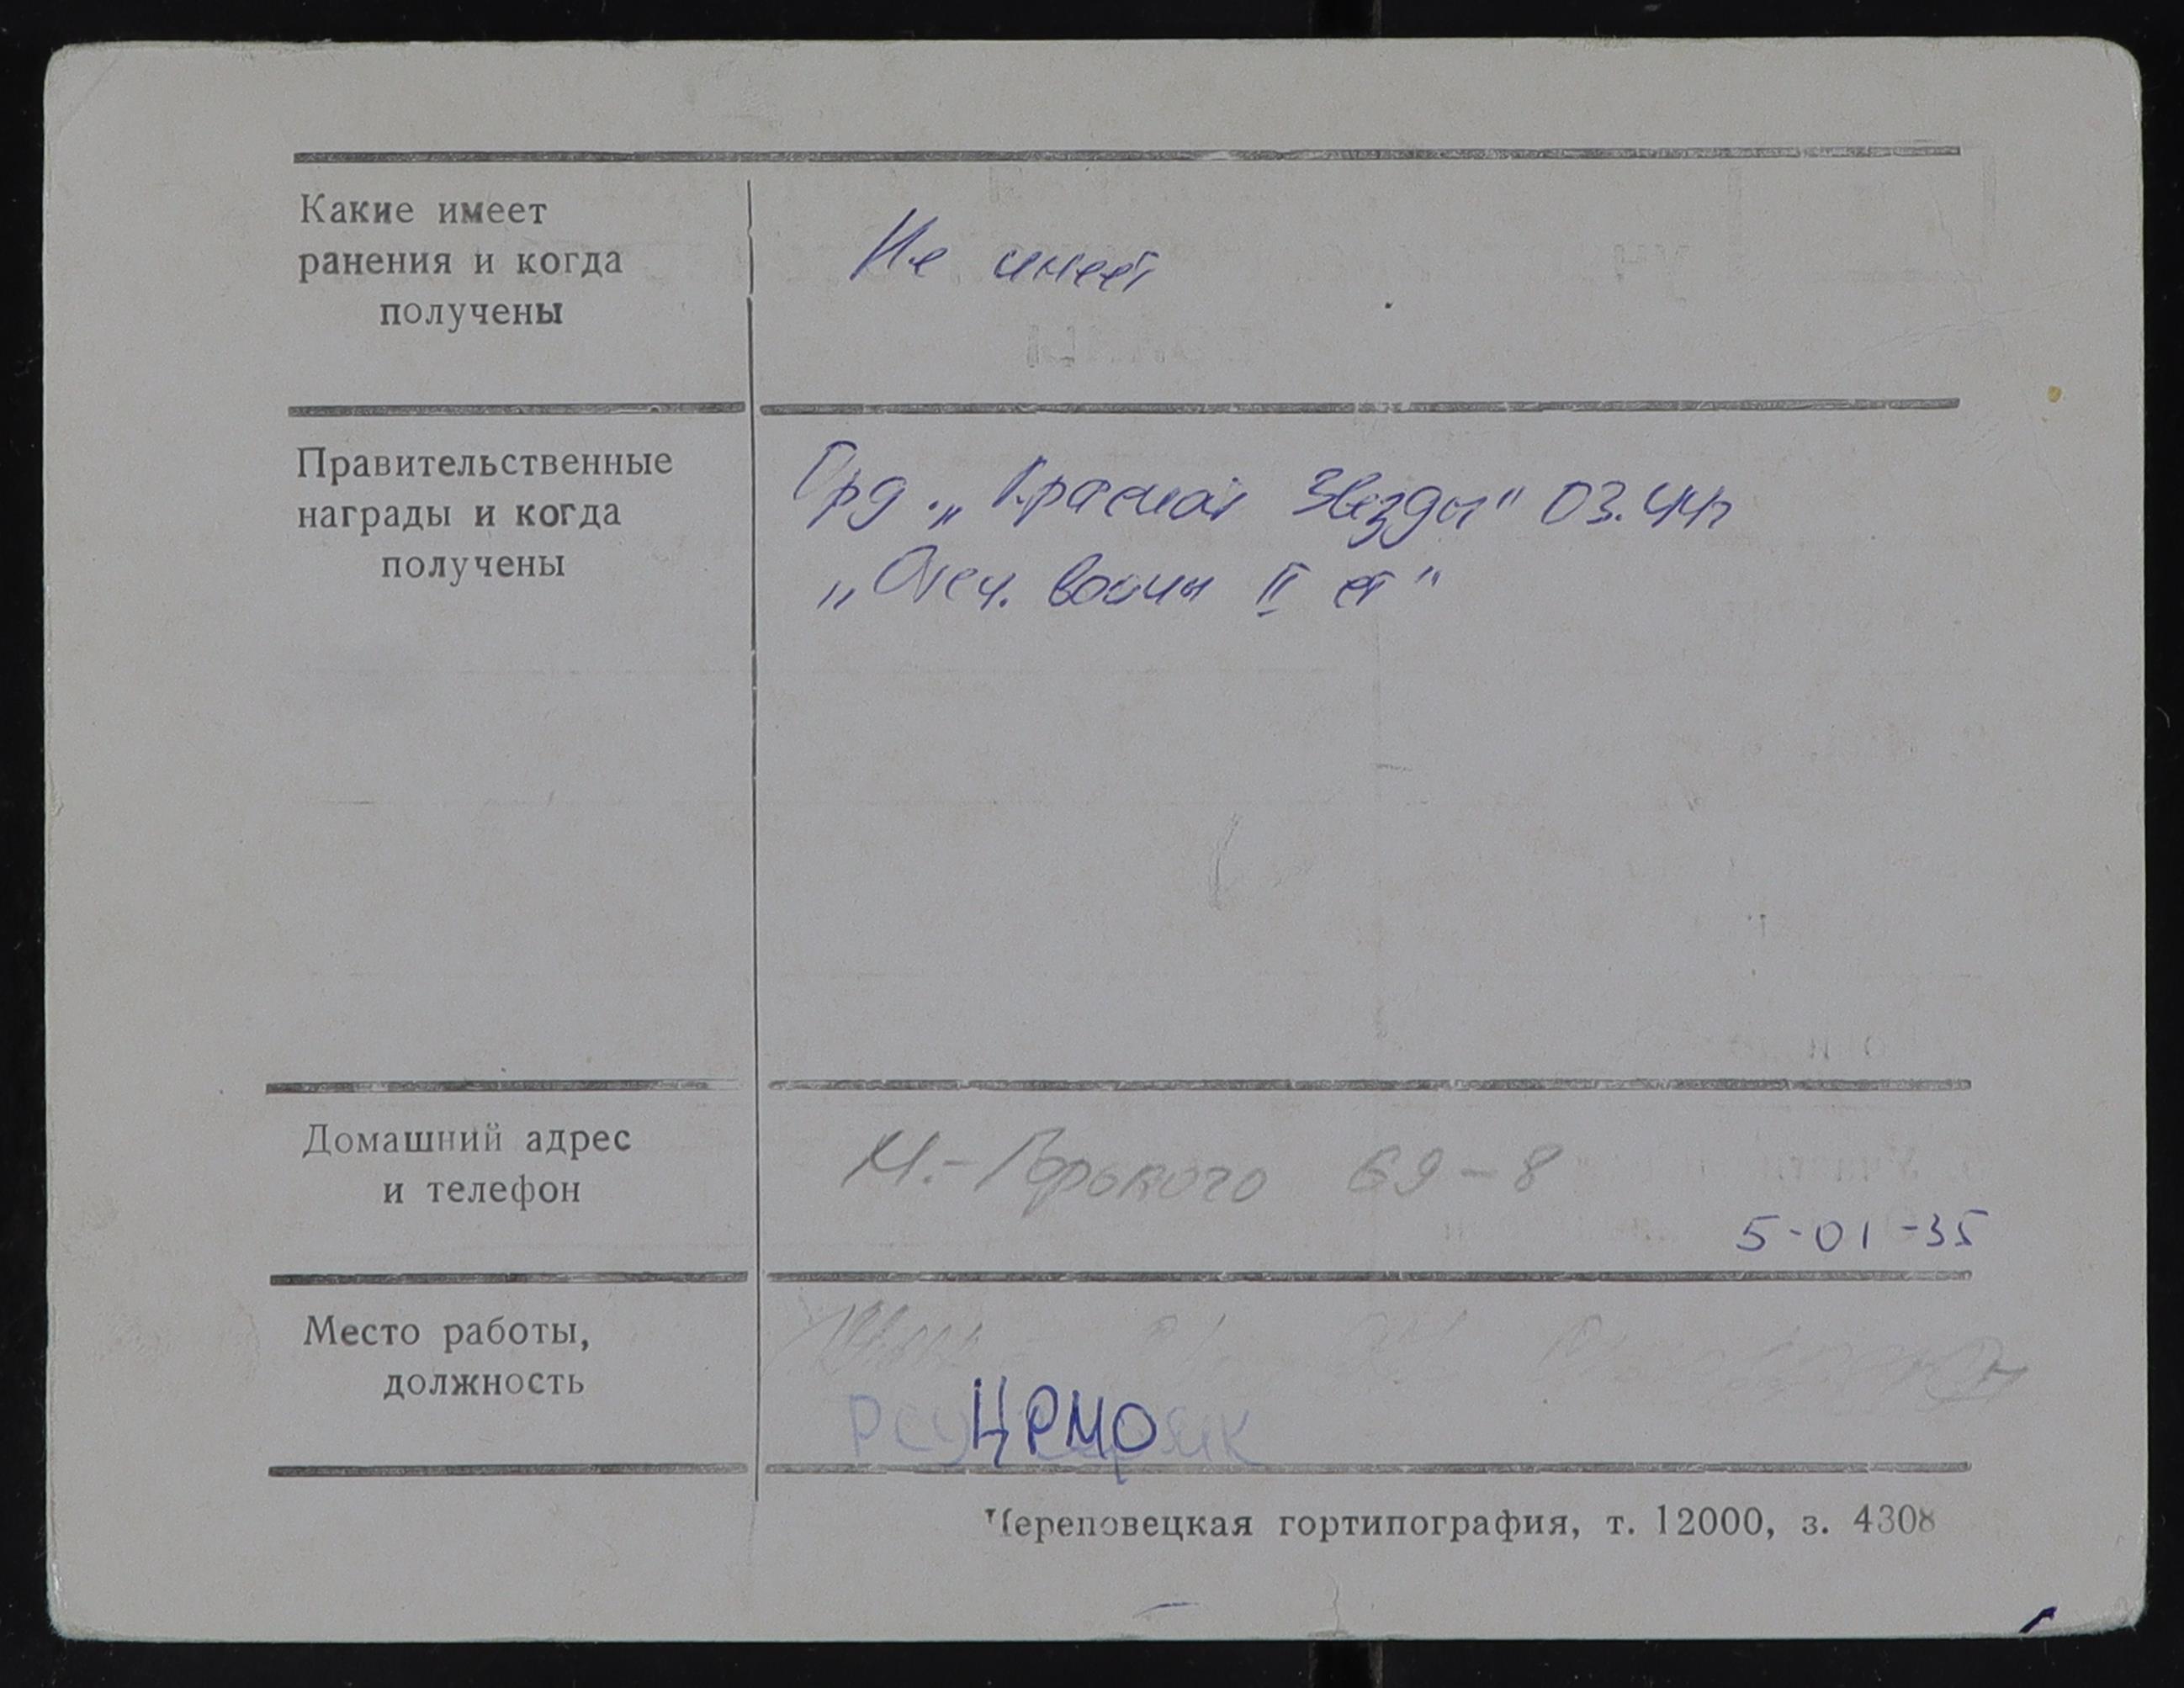 Какие имеет
ранения и когда
получены
Не имеет
Правительственные
награды и когда
получены
Орд. „Красной Звезды" 03.44г
„Отеч. войны II ст"
Домашний адрес
и телефон
М.-Горького 69-8
5-01-35
Место работы,
должность
ЦРМО
Череповецкая гортипография, т. 12000, з. 4308